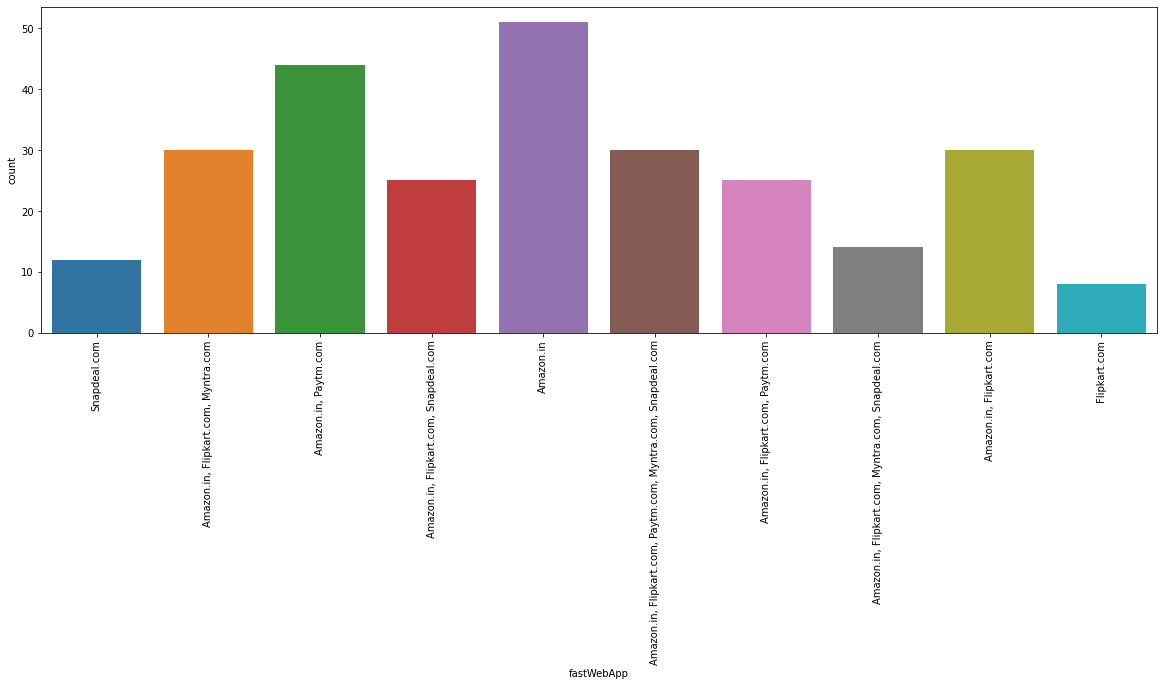 50
40
30
20
10
0
count
Snapdeal.com
Amazon.in, Flipkart.com, Myntra.com
Amazon.in, Paytm.com
Amazon.in, Flipkart.com, Snapdeal.com
Amazon.in
Amazon.in, Flipkart.com, Paytm.com, Myntra.com, Snapdeal.com
Amazon.in, Flipkart.com, Paytm.com
Amazon.in, Flipkart.com, Myntra.com, Snapdeal.com
Amazon.in, Flipkart.com
Flipkart.com
fastWebApp